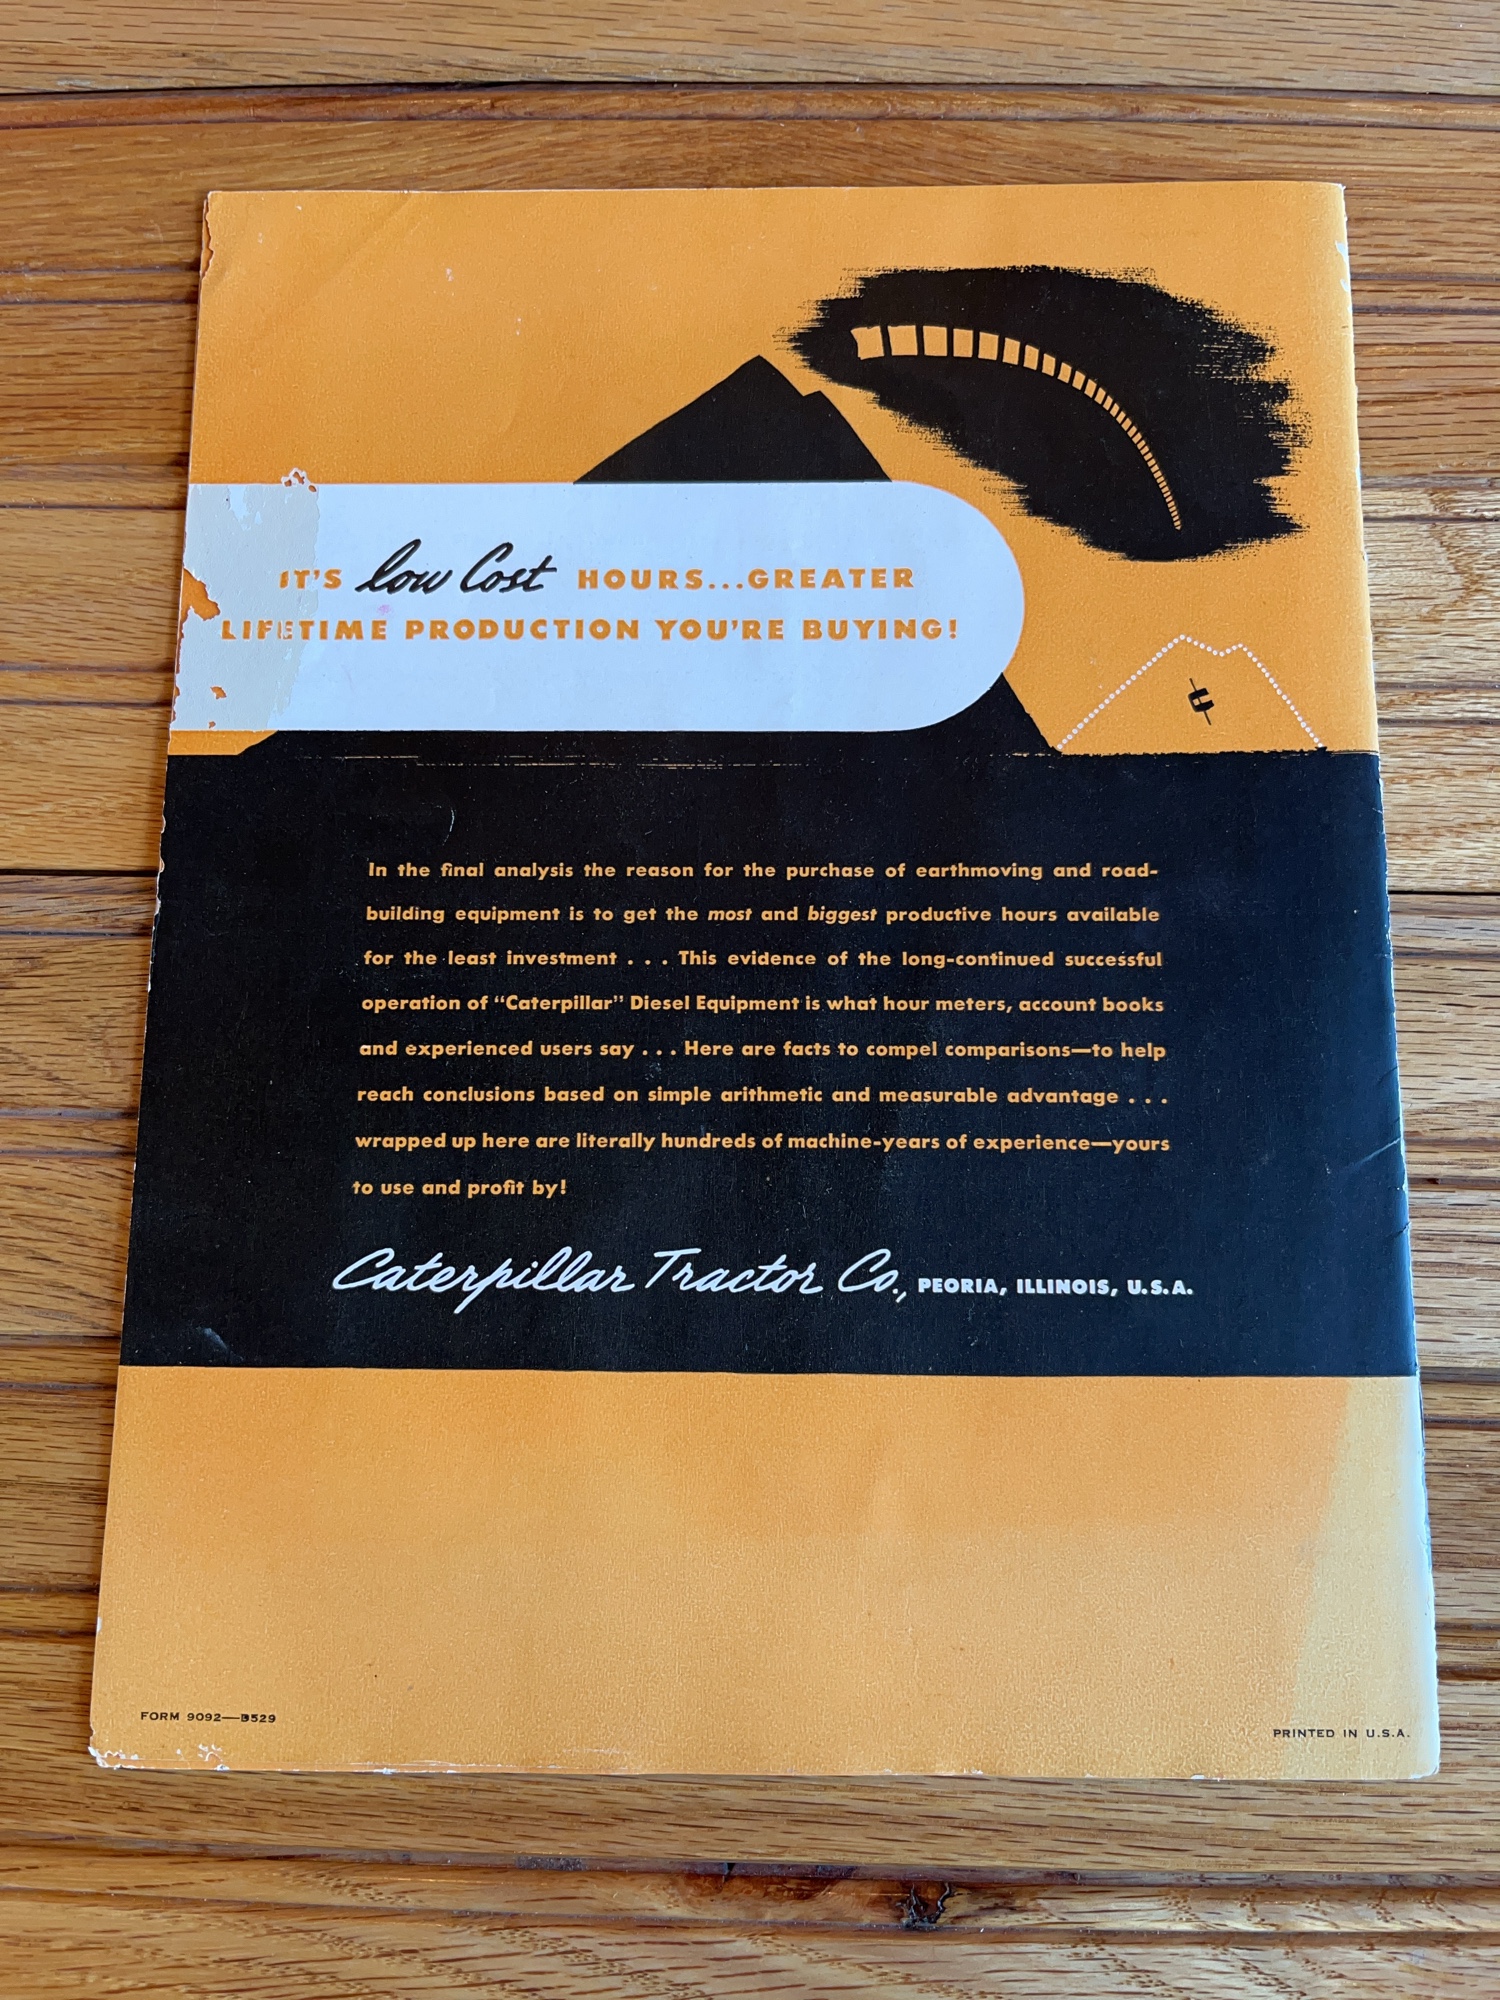 IT'S low Cost HOURS...GREATER
LIFETIME PRODUCTION YOU'RE BUYING!
¢
In the final analysis the reason for the purchase of earthmoving and road-
building equipment is to get the most and biggest productive hours available
for the least investment . . . This evidence of the long-continued successful
operation of “Caterpillar” Diesel Equipment is what hour meters, account books
and experienced users say . . . Here are facts to compel comparisons—to help
reach conclusions based on simple arithmetic and measurable advantage . . .
wrapped up here are literally hundreds of machine-years of experience—yours
to use and profit by!
Caterpillar Tractor Co., PEORIA, ILLINOIS, U.S.A.
FORM 9092—B529
PRINTED IN U.S.A.